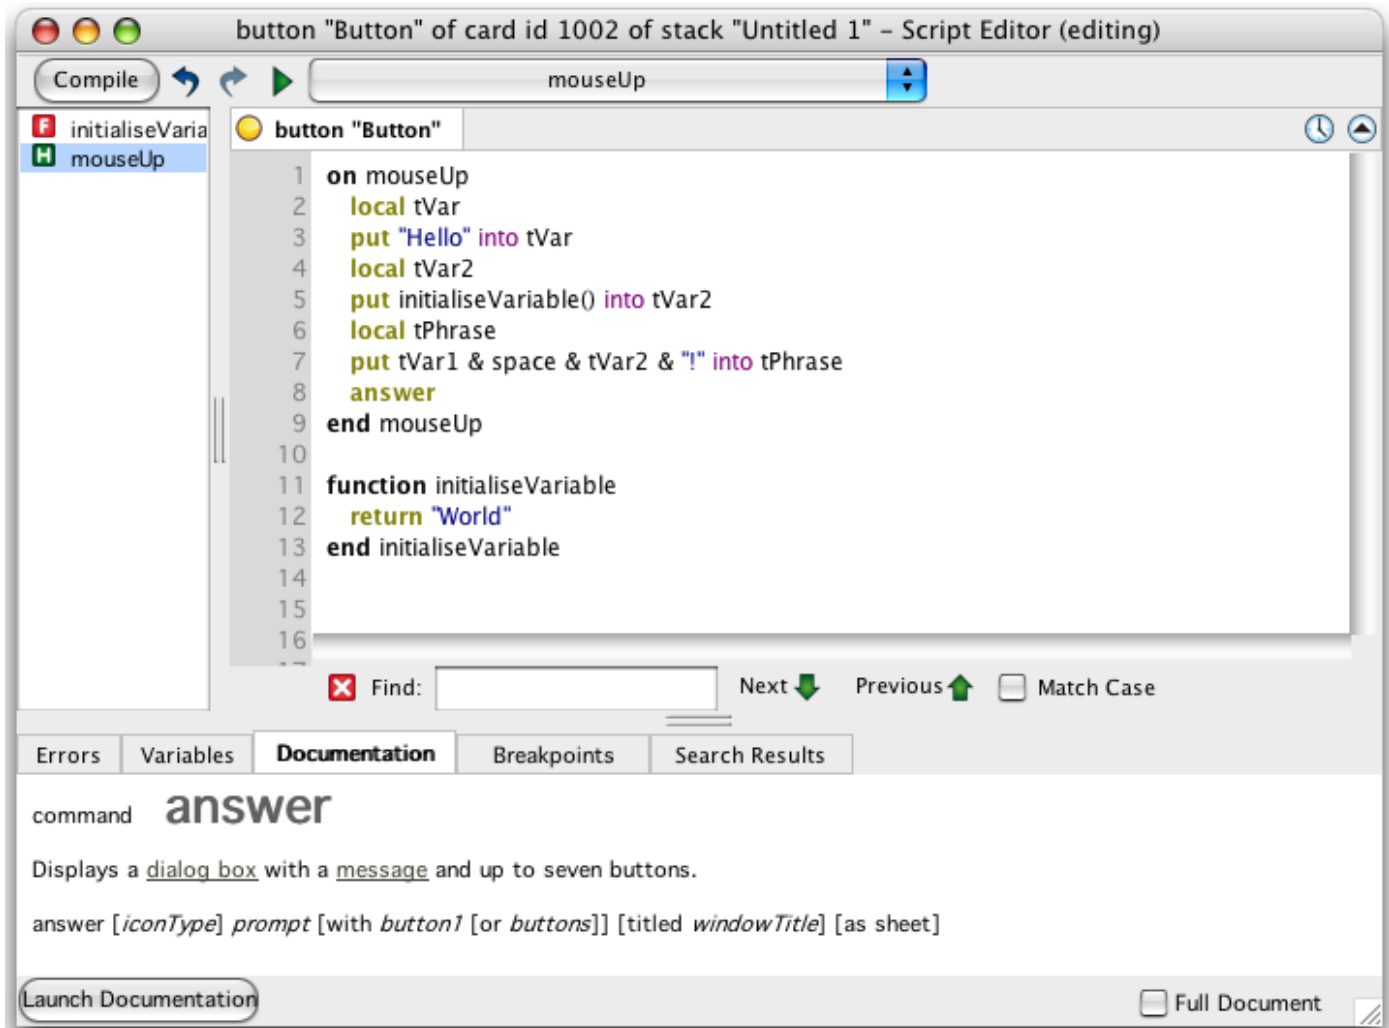 button "Button" of card id 1002 of stack "Untitled 1" – Script Editor (editing)
Compile
mouseUp
F initialiseVaria
H mouseUp
button "Button"
1 on mouseUp
2 local tVar
3 put "Hello" into tVar
4 local tVar2
5 put initialiseVariable() into tVar2
6 local tPhrase
7 put tVar1 & space & tVar2 & "!" into tPhrase
8 answer
9 end mouseUp
10
11 function initialiseVariable
12 return "World"
13 end initialiseVariable
14
15
16
Find:
Next
Previous
Match Case
Errors
Variables
Documentation
Breakpoints
Search Results
command answer
Displays a dialog box with a message and up to seven buttons.
answer [iconType] prompt [with button1 [or buttons]] [titled windowTitle] [as sheet]
Launch Documentation
Full Document